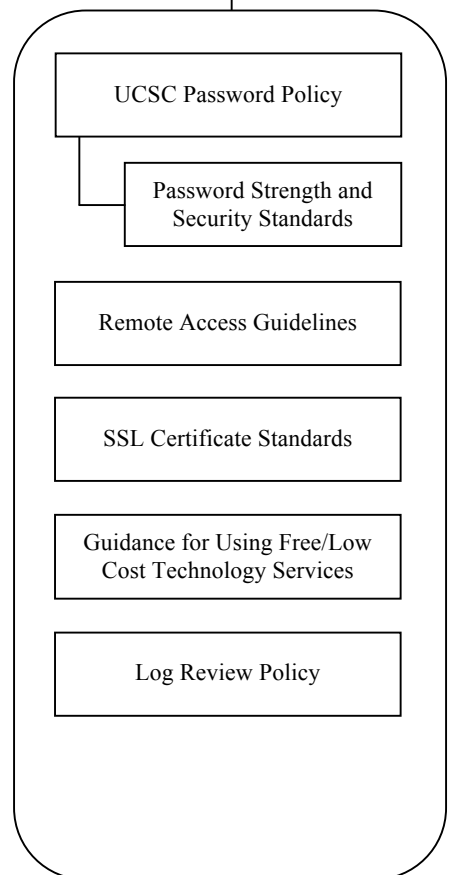 UCSC Password Policy
Password Strength and
Security Standards
Remote Access Guidelines
SSL Certificate Standards
Guidance for Using Free/Low
Cost Technology Services
Log Review Policy